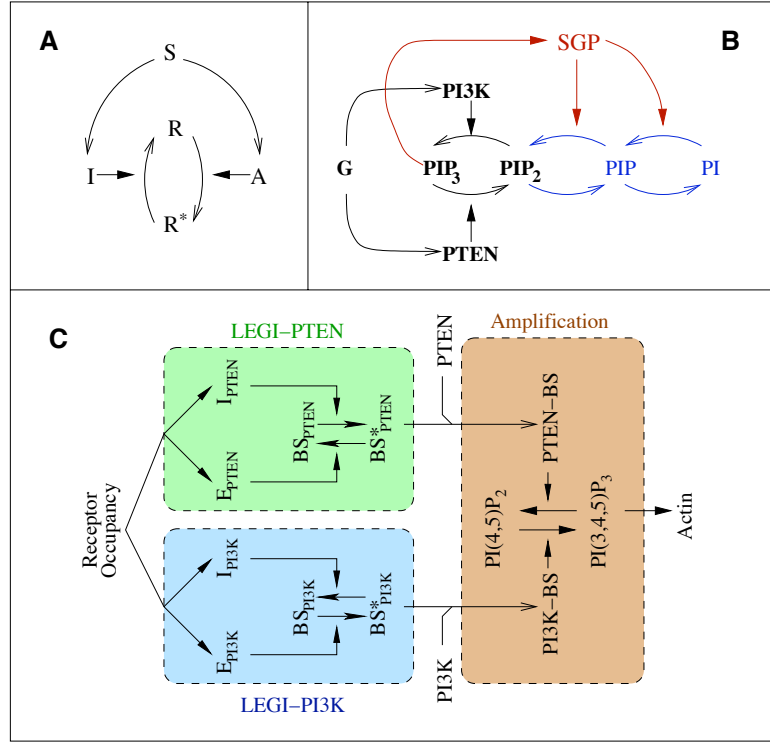 A
S
R
I
A
R*
B
SGP
PI3K
G
PIP3
PIP2
PIP
PI
PTEN
C
LEGI–PTEN
Amplification
PTEN
IPTEN
BSPTEN
BS*PTEN
EPTEN
PTEN–BS
Receptor
Occupancy
PI(4,5)P2
PI(3,4,5)P3
Actin
IPI3K
BSPI3K
BS*PI3K
EPI3K
PI3K
PI3K–BS
LEGI–PI3K